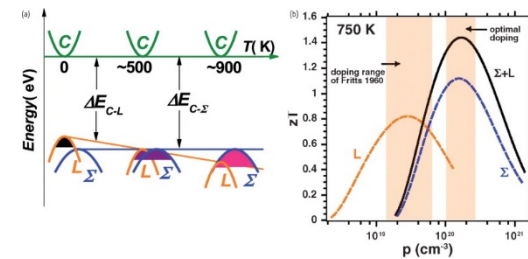 (a)
C
C
C
T(K)
0
~500
~900
Energy(eV)
ΔE_{C-L}
ΔE_{C-Σ}
L
Σ
L
Σ
L
Σ
(b)
750 K
optimal
doping
doping range
of Fritts 1960
Σ+L
L
Σ
zT
1.6
1.4
1.2
1
0.8
0.6
0.4
0.2
0
10^{19}
10^{20}
10^{21}
p (cm^{-3})